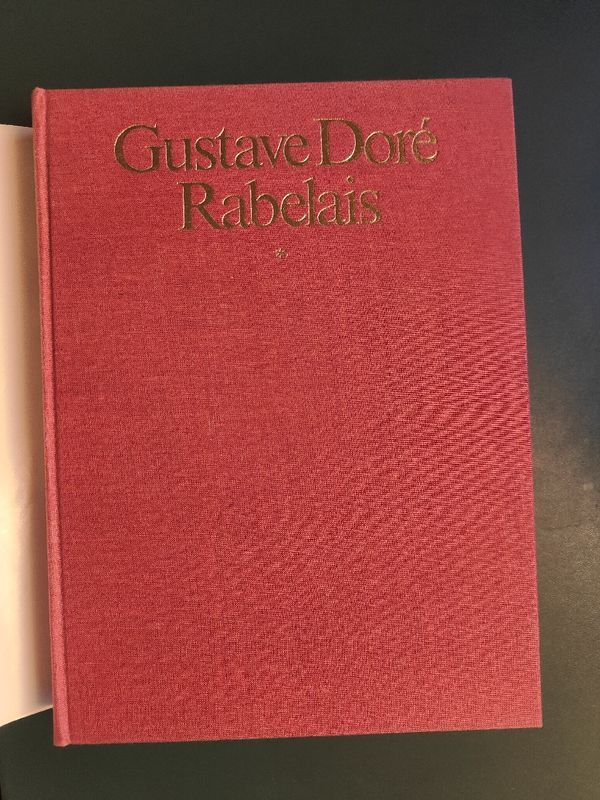 Gustave Doré
Rabelais
*